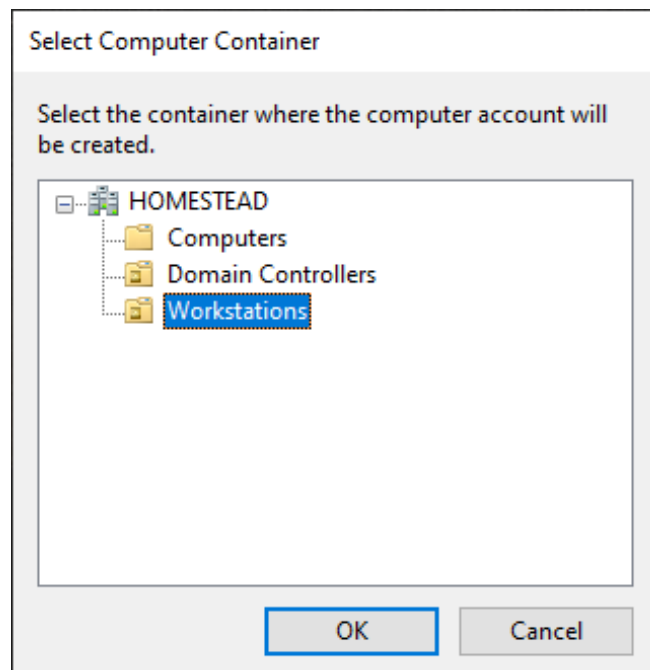 Select Computer Container
Select the container where the computer account will
be created.
HOMESTEAD
Computers
Domain Controllers
Workstations
OK
Cancel